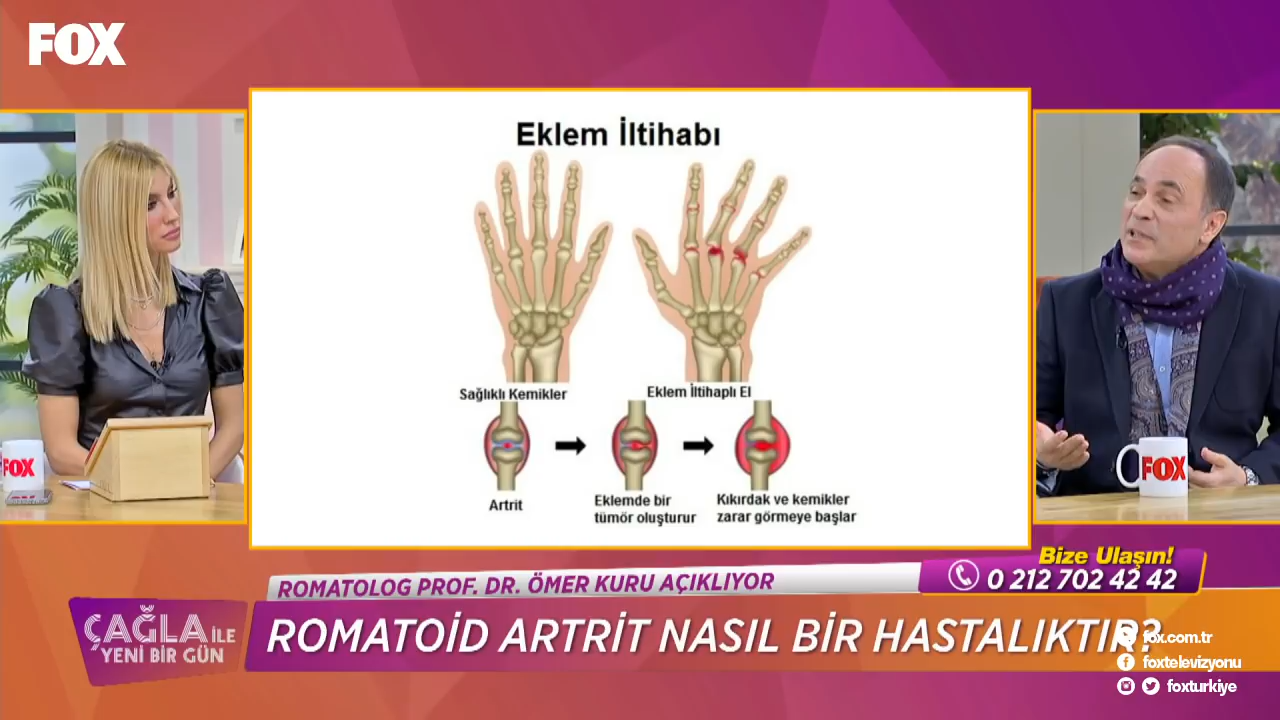 FOX
Eklem İltihabı
Sağlıklı Kemikler
Eklem İltihaplı El
Artrit
Eklemde bir
tümör oluşturur
Kıkırdak ve kemikler
zarar görmeye başlar
FOX
FOX
Bize Ulaşın!
0 212 702 42 42
ROMATOLOG PROF. DR. ÖMER KURU AÇIKLIYOR
ÇAĞLA İLE
YENİ BİR GÜN
ROMATOİD ARTRİT NASIL BİR HASTALIKTIR?
fox.com.tr
foxtelevizyonu
foxturkiye